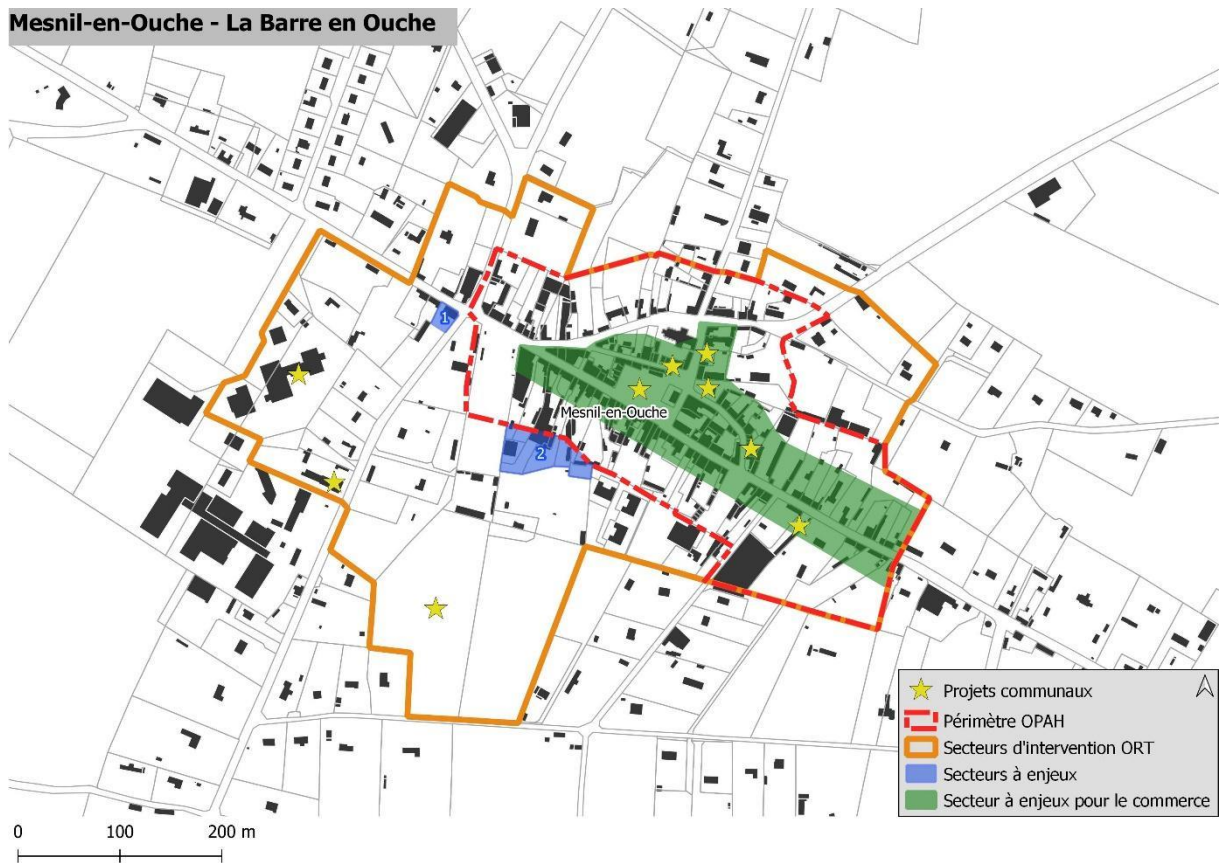 Mesnil-en-Ouche - La Barre en Ouche
1
Mesnil-en-Ouche
2
Projets communaux
Périmètre OPAH
Secteurs d'intervention ORT
Secteurs à enjeux
Secteur à enjeux pour le commerce
0 100 200 m